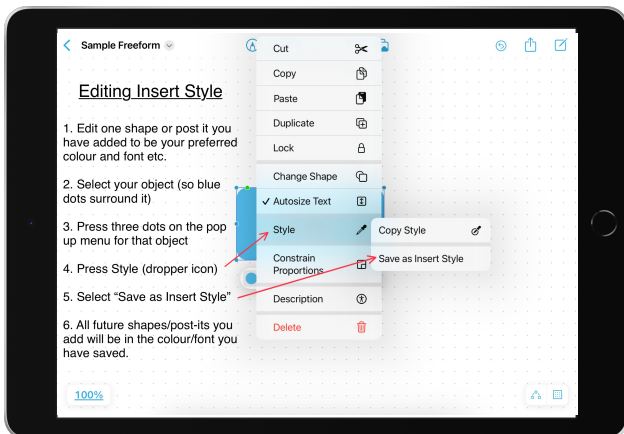 Sample Freeform
Editing Insert Style
1. Edit one shape or post it you
have added to be your preferred
colour and font etc.
2. Select your object (so blue
dots surround it)
3. Press three dots on the pop
up menu for that object
4. Press Style (dropper icon)
5. Select “Save as Insert Style”
6. All future shapes/post-its you
add will be in the colour/font you
have saved.
100%
Cut
Copy
Paste
Duplicate
Lock
Change Shape
✓ Autosize Text
Style
Constrain
Proportions
Description
Delete
Copy Style
Save as Insert Style